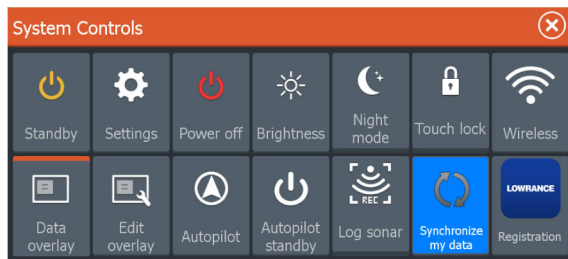 System Controls
Standby
Settings
Power off
Brightness
Night
mode
Touch lock
Wireless
Data
overlay
Edit
overlay
Autopilot
Autopilot
standby
REC
Log sonar
Synchronize
my data
LOWRANCE
Registration